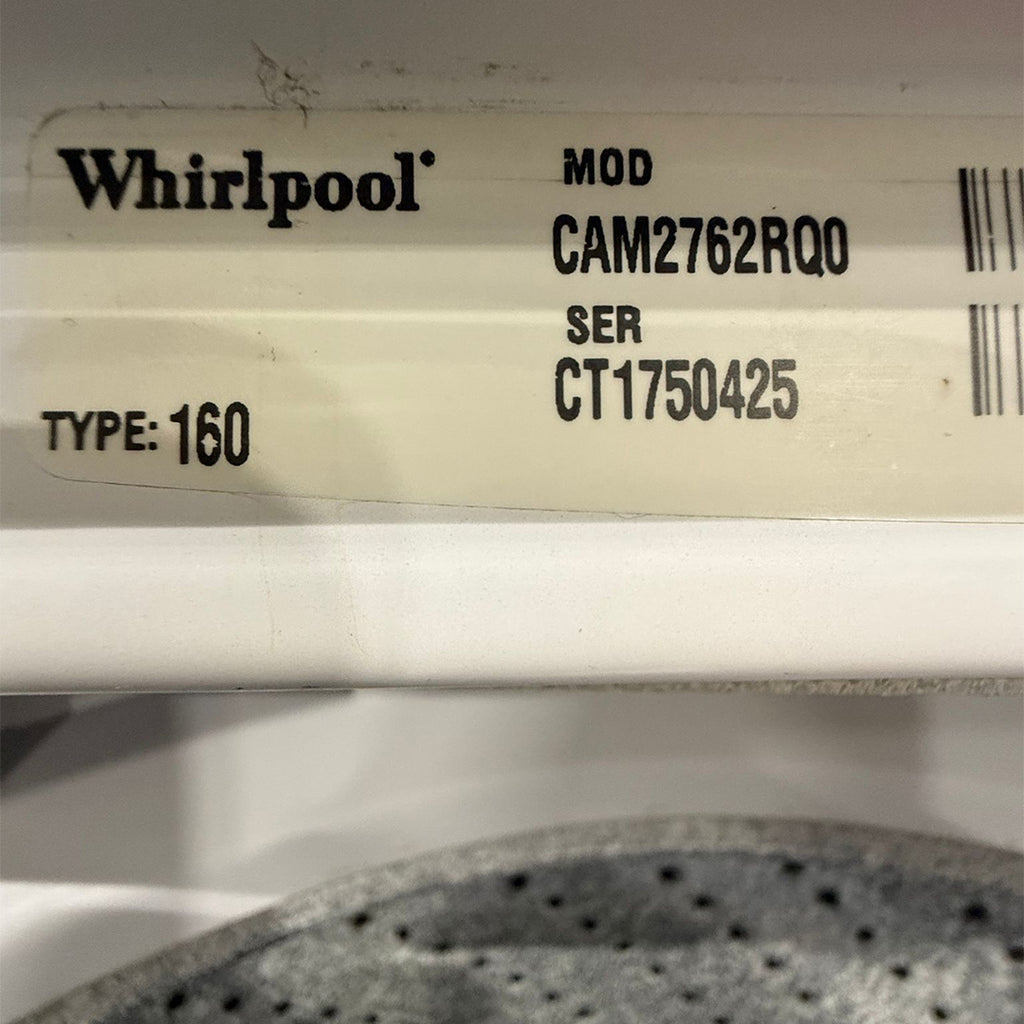 Whirlpool
MOD
CAM2762RQ0
SER
CT1750425
TYPE: 160